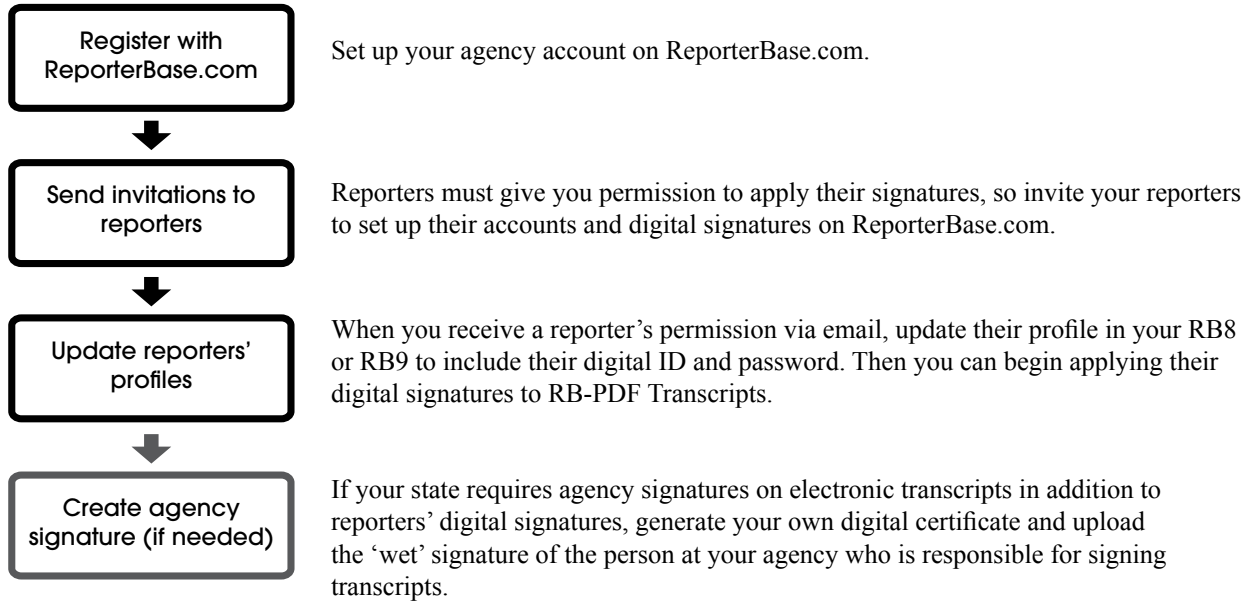 Register with
ReporterBase.com
Set up your agency account on ReporterBase.com.
Send invitations to
reporters
Reporters must give you permission to apply their signatures, so invite your reporters
to set up their accounts and digital signatures on ReporterBase.com.
Update reporters’
profiles
When you receive a reporter’s permission via email, update their profile in your RB8
or RB9 to include their digital ID and password. Then you can begin applying their
digital signatures to RB-PDF Transcripts.
Create agency
signature (if needed)
If your state requires agency signatures on electronic transcripts in addition to
reporters’ digital signatures, generate your own digital certificate and upload
the ‘wet’ signature of the person at your agency who is responsible for signing
transcripts.